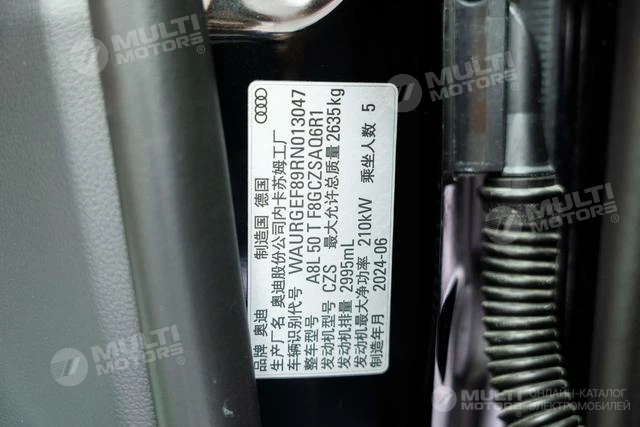 品牌 奥迪 制造国 德国
生产厂名 奥迪股份公司内卡苏姆工厂
车辆识别代号 WAURGEF89RN013047
整车型号 A8L 50 T F8GCZSAQ6R1
发动机型号 CZS 最大允许总质量 2635kg
发动机排量 2995mL
发动机最大净功率 210kW 乘坐人数 5
制造年月 2024-06
MULTI MOTORS
MULTI MOTORS
MULTI MOTORS
MULTI MOTORS
ОНЛАЙН-КАТАЛОГ
ЭЛЕКТРОМОБИЛЕЙ